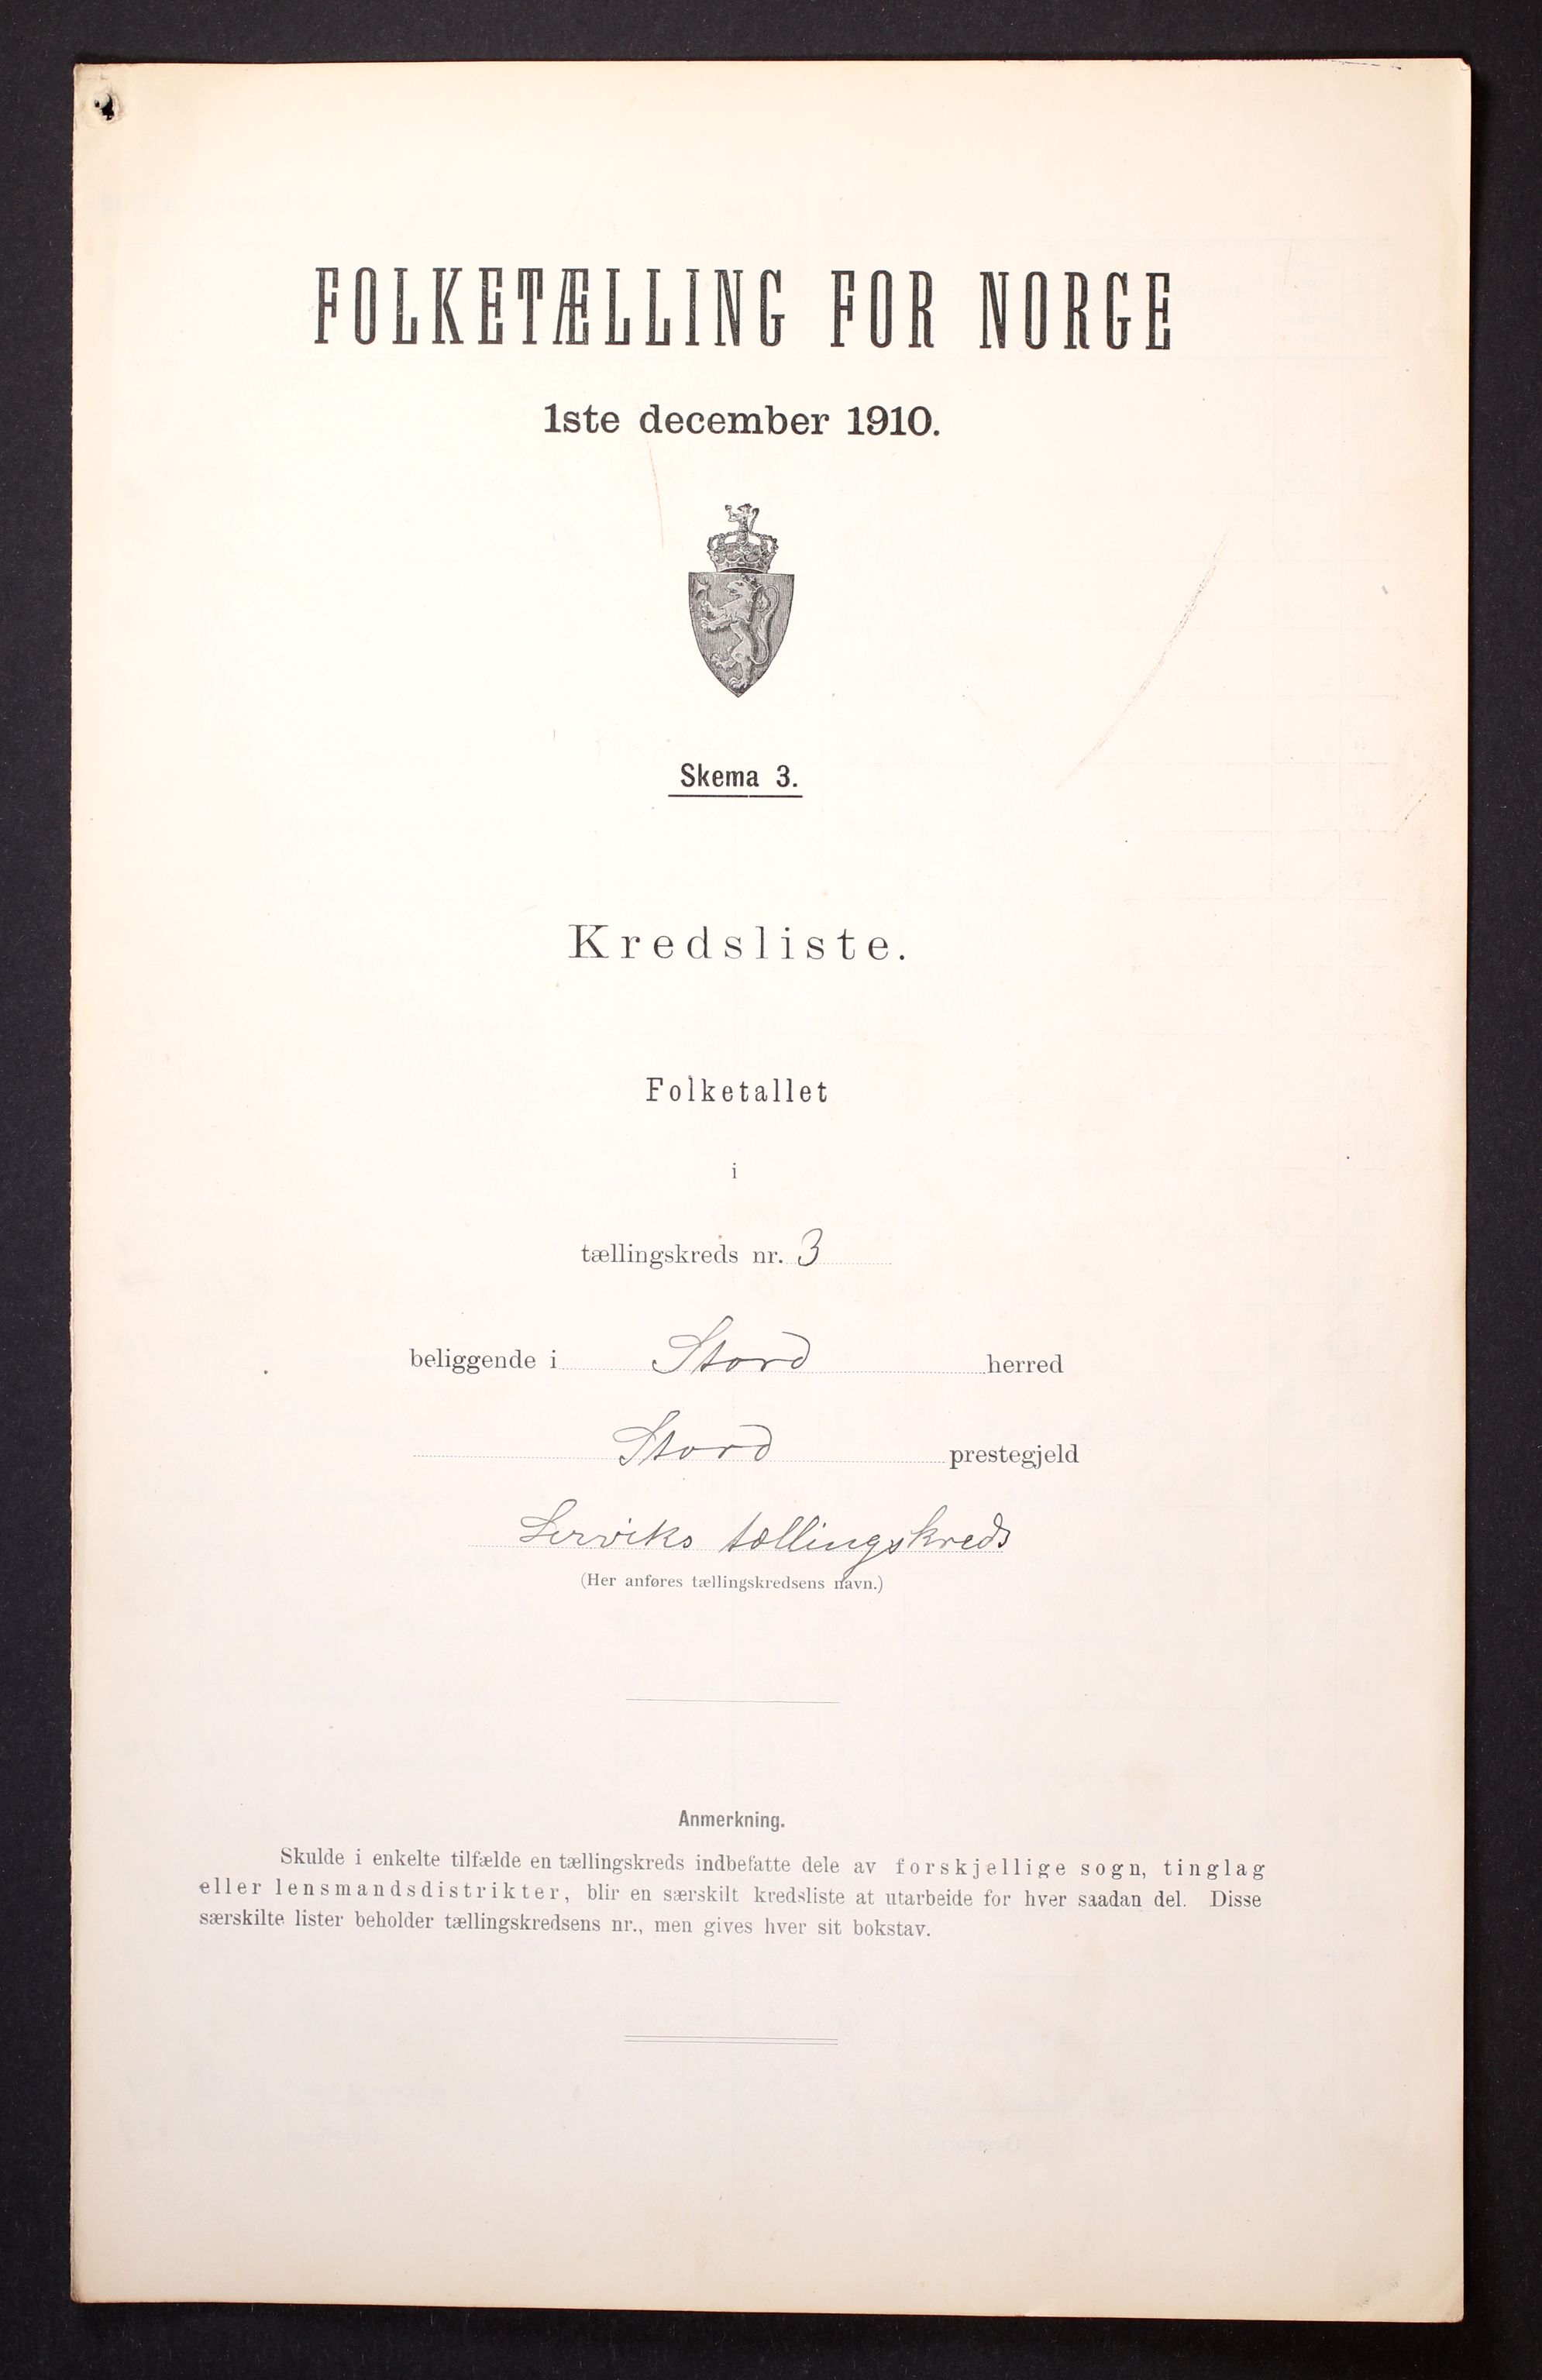 FOLKETÆLLING FOR NORGE
1ste december 1910.
Skema 3.
Kredsliste.
Folketallet
i
tællingskreds nr. 3
beliggende i Stord herred
Stord prestegjeld
Lerviks tællingskreds
(Her anføres tællingskredsens navn.)
Anmerkning.
Skulde i enkelte tilfælde en tællingskreds indbefatte dele av forskjellige sogn, tinglag
eller lensmandsdistrikter, blir en særskilt kredsliste at utarbeide for hver saadan del. Disse
særskilte lister beholder tællingskredsens nr., men gives hver sit bokstav.